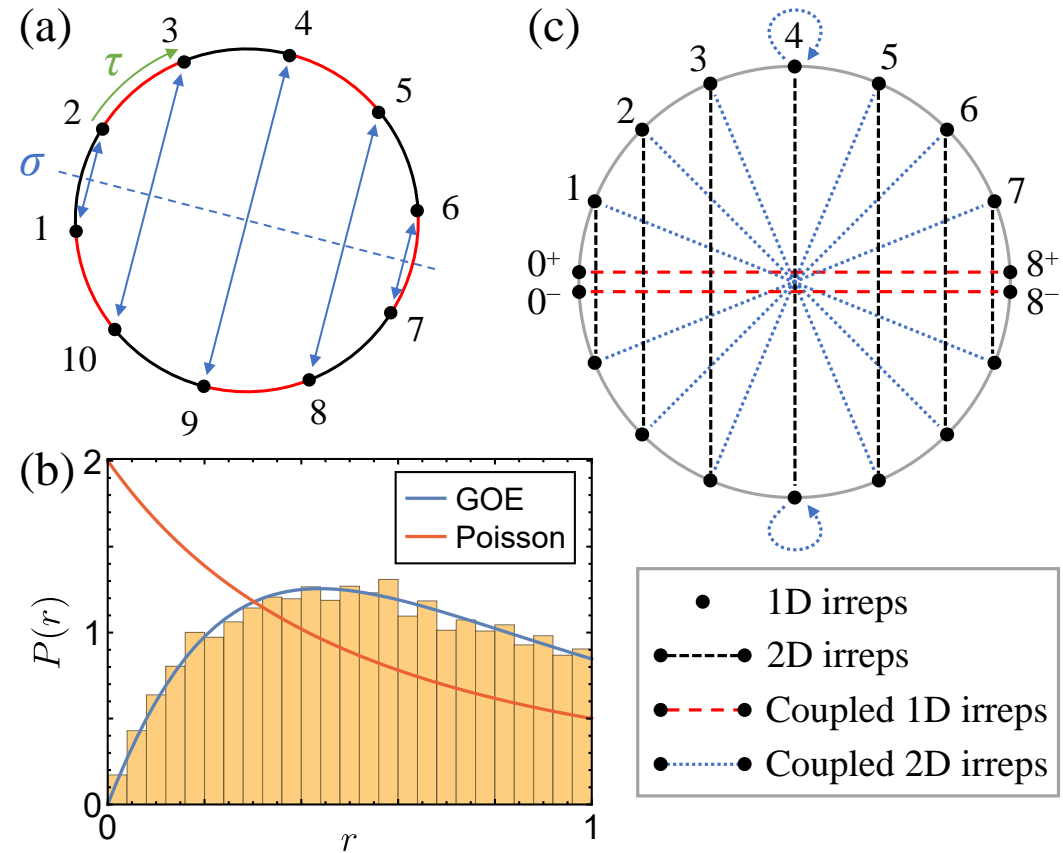 (a)
τ
σ
1
2
3
4
5
6
7
8
9
10
(b)
P(r)
2
1
0
0
r
1
GOE
Poisson
(c)
4
3
5
2
6
1
7
0⁺
8⁺
0⁻
8⁻
1D irreps
2D irreps
Coupled 1D irreps
Coupled 2D irreps